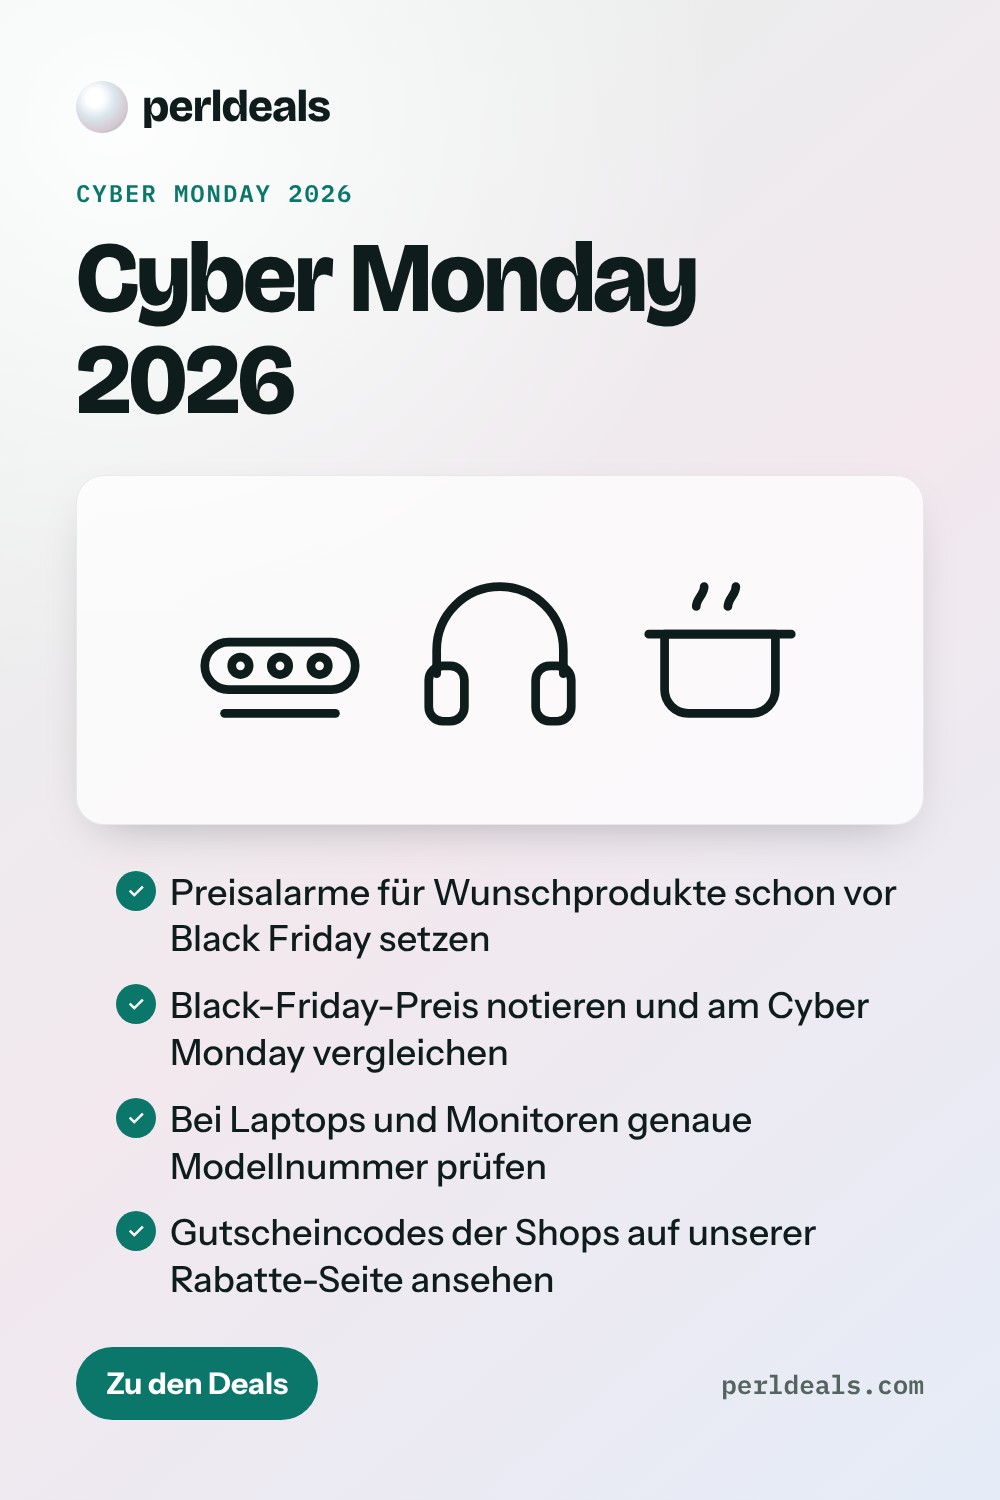 perldeals
CYBER MONDAY 2026
Cyber Monday
2026
Preisalarme für Wunschprodukte schon vor
Black Friday setzen
Black-Friday-Preis notieren und am Cyber
Monday vergleichen
Bei Laptops und Monitoren genaue
Modellnummer prüfen
Gutscheincodes der Shops auf unserer
Rabatte-Seite ansehen
Zu den Deals
perldeals.com